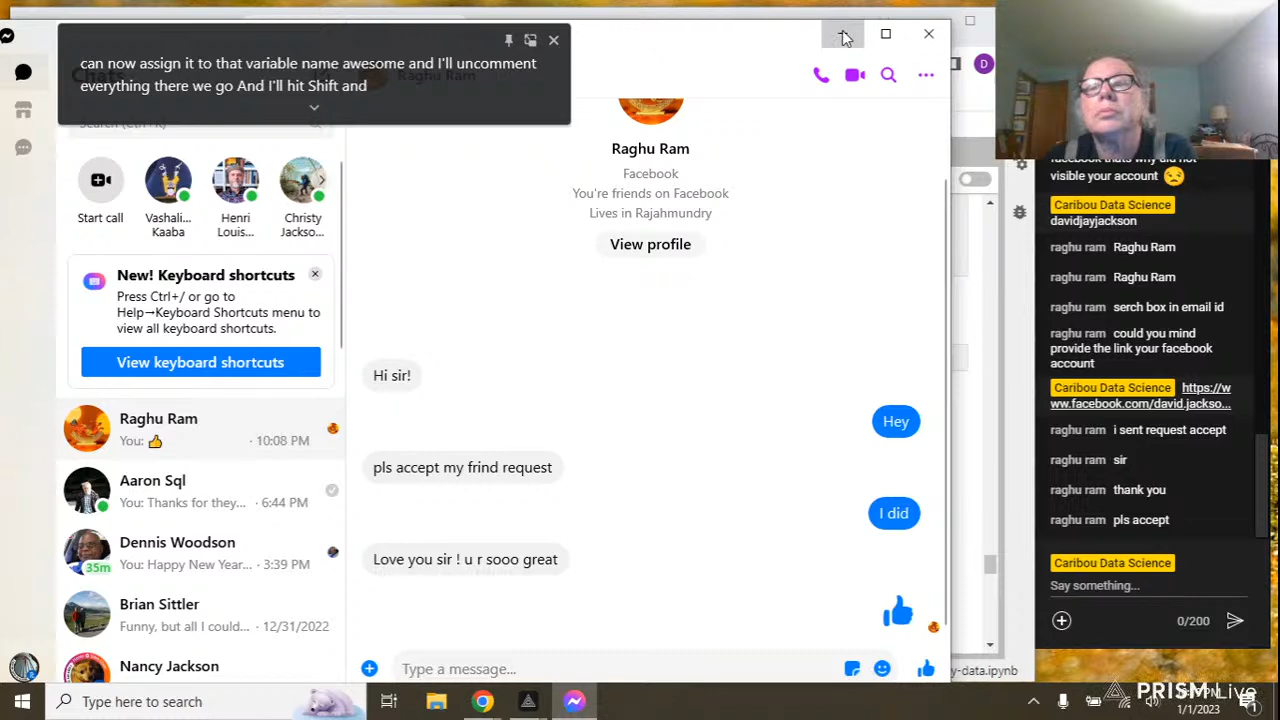 can now assign it to that variable name awesome and I'll uncomment
everything there we go And I'll hit Shift and
Raghu Ram
Facebook
You're friends on Facebook
Lives in Rajahmundry
View profile
Start call
Vashali...
Kaaba
Henri
Louis...
Christy
Jackso...
New! Keyboard shortcuts
Press Ctrl+/ or go to
Help→Keyboard Shortcuts menu to
view all keyboard shortcuts.
View keyboard shortcuts
Raghu Ram
You: 👍 · 10:08 PM
Aaron Sql
You: Thanks for they... · 6:44 PM
Dennis Woodson
35m
You: Happy New Year... · 3:39 PM
Brian Sittler
Funny, but all I could... · 12/31/2022
Nancy Jackson
Hi sir!
Hey
pls accept my frind request
I did
Love you sir ! u r sooo great
Type a message...
D
facebook thats why did not
visible your account 😒
Caribou Data Science
davidjayjackson
raghu ram Raghu Ram
raghu ram Raghu Ram
raghu ram serch box in email id
raghu ram could you mind
provide the link your facebook
account
Caribou Data Science https://w
ww.facebook.com/david.jackso...
raghu ram i sent request accept
raghu ram sir
raghu ram thank you
raghu ram pls accept
Caribou Data Science
Say something...
0/200
y-data.ipynb
Type here to search
PRISM Live
1/1/2023